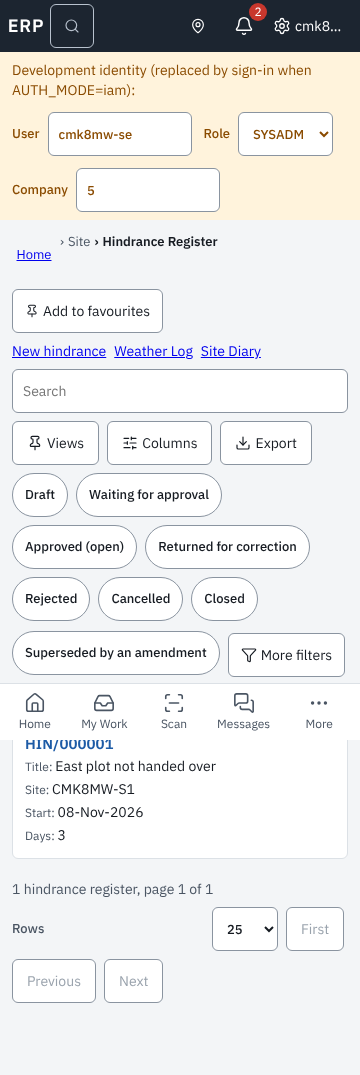 ERP
2
cmk8...
Development identity (replaced by sign-in when
AUTH_MODE=iam):
User cmk8mw-se Role SYSADM
Company 5
Home › Site › Hindrance Register
Add to favourites
New hindrance Weather Log Site Diary
Search
Views Columns Export
Draft Waiting for approval
Approved (open) Returned for correction
Rejected Cancelled Closed
Superseded by an amendment More filters
Home My Work Scan Messages More
HIN/000001
Title: East plot not handed over
Site: CMK8MW-S1
Start: 08-Nov-2026
Days: 3
1 hindrance register, page 1 of 1
Rows 25 First
Previous Next